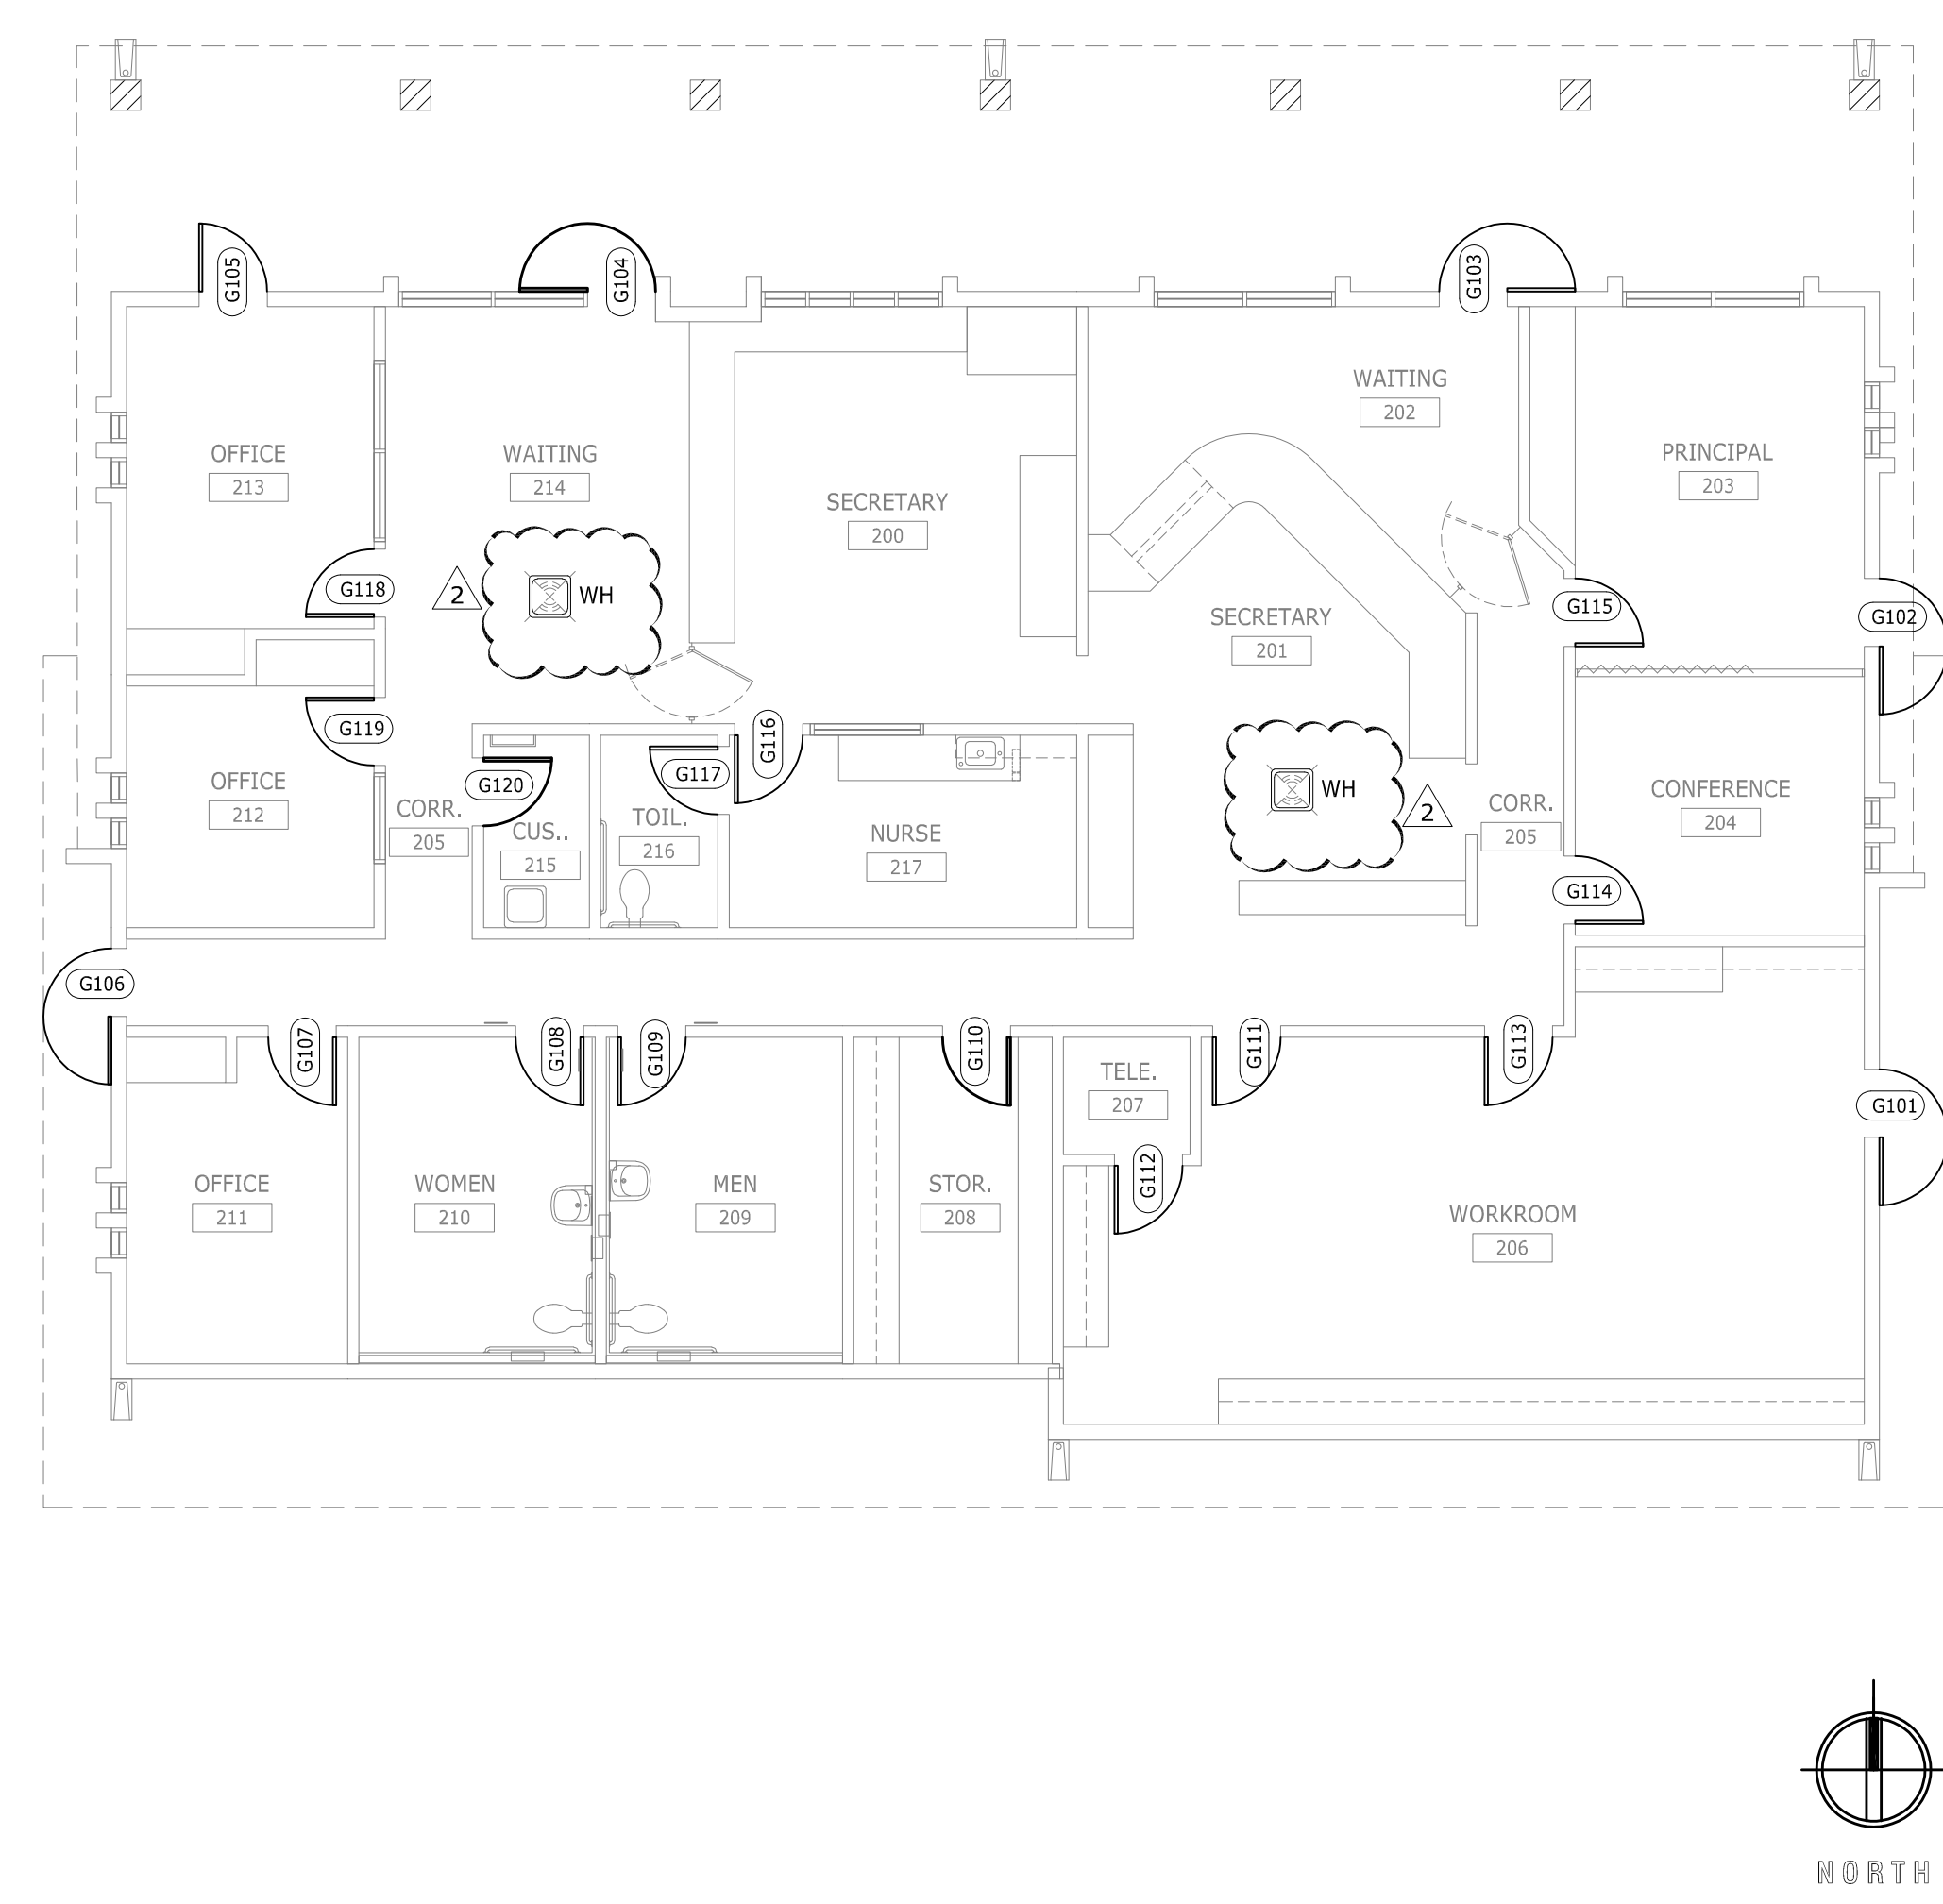 G105
G104
G103
WAITING
202
OFFICE
213
WAITING
214
PRINCIPAL
203
SECRETARY
200
G118
2
WH
G115
G102
SECRETARY
201
G119
G116
G120
G117
OFFICE
212
CORR.
205
CUS..
215
TOIL.
216
NURSE
217
WH
2
CORR.
205
CONFERENCE
204
G114
G106
G107
G108
G109
G110
G111
G113
TELE.
207
G101
G112
OFFICE
211
WOMEN
210
MEN
209
STOR.
208
WORKROOM
206
NORTH